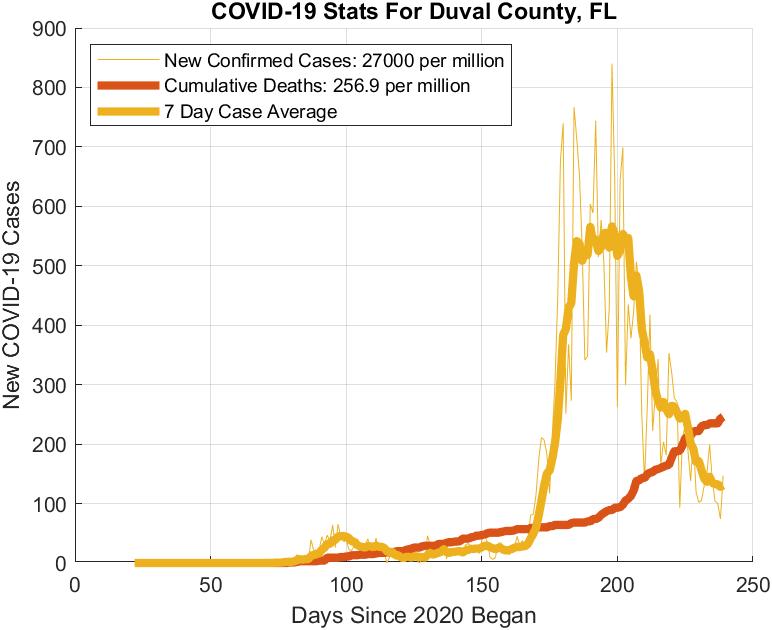 COVID-19 Stats For Duval County, FL
New Confirmed Cases: 27000 per million
Cumulative Deaths: 256.9 per million
7 Day Case Average
New COVID-19 Cases
900
800
700
600
500
400
300
200
100
0
0 50 100 150 200 250
Days Since 2020 Began